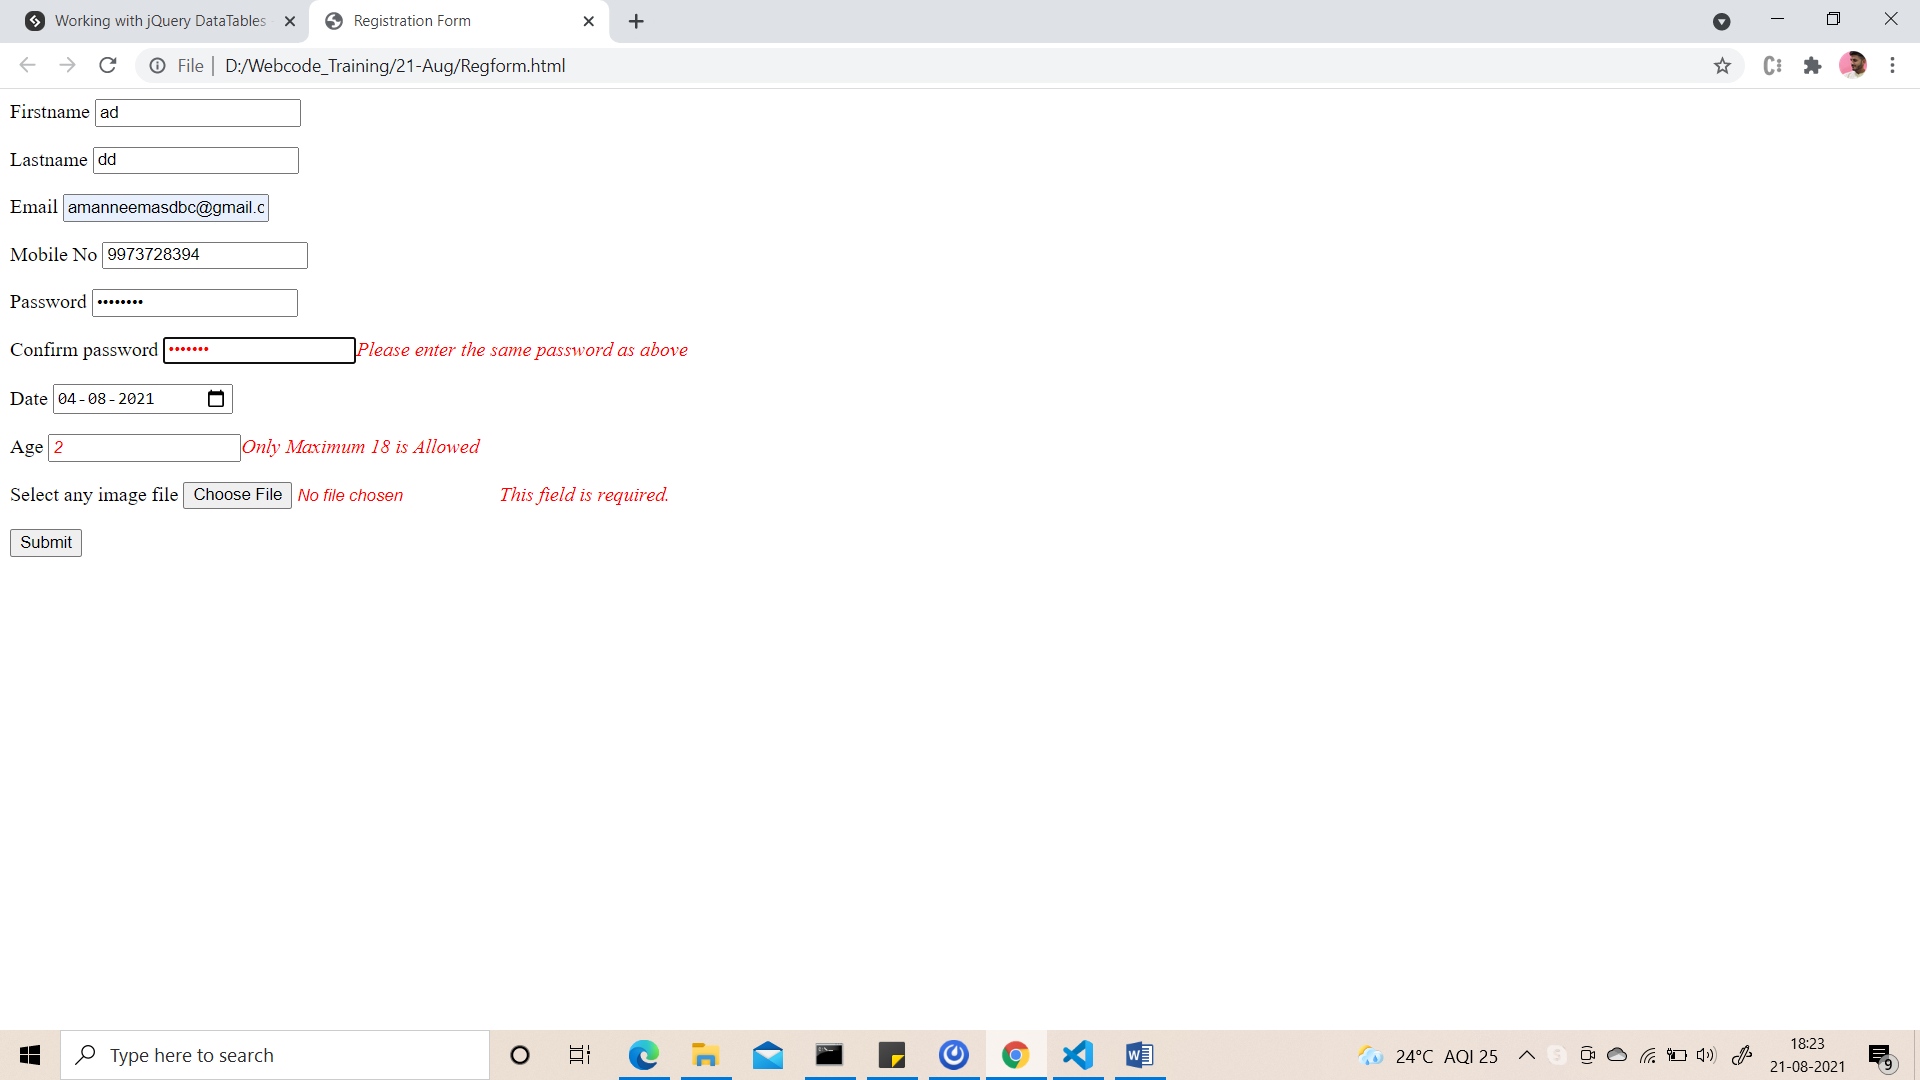 Working with jQuery DataTables
Registration Form
File
D:/Webcode_Training/21-Aug/Regform.html
Firstname ad
Lastname dd
Email amanneemasdbc@gmail.c
Mobile No 9973728394
Password ••••••••
Confirm password ••••••• Please enter the same password as above
Date 04-08-2021
Age 2 Only Maximum 18 is Allowed
Select any image file Choose File No file chosen This field is required.
Submit
Type here to search
24°C AQI 25
18:23
21-08-2021
9